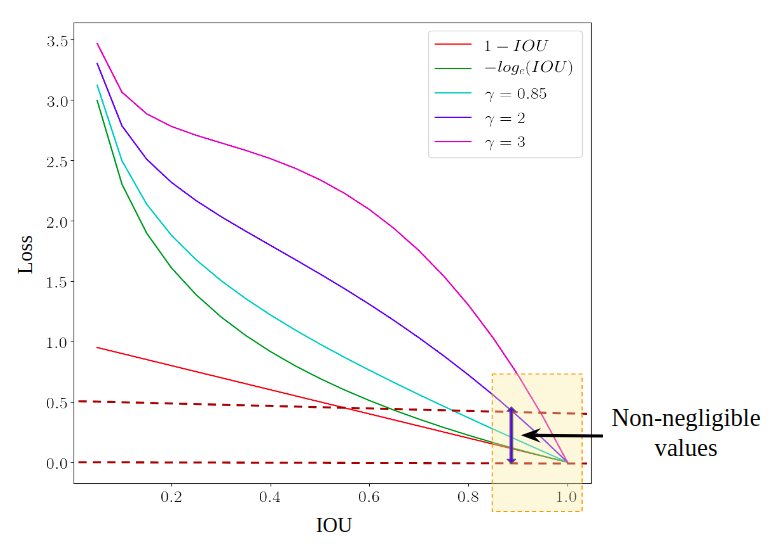 3.5
3.0
2.5
2.0
1.5
1.0
0.5
0.0
Loss
1 − IOU
−logₑ(IOU)
γ = 0.85
γ = 2
γ = 3
Non-negligible
values
0.2 0.4 0.6 0.8 1.0
IOU